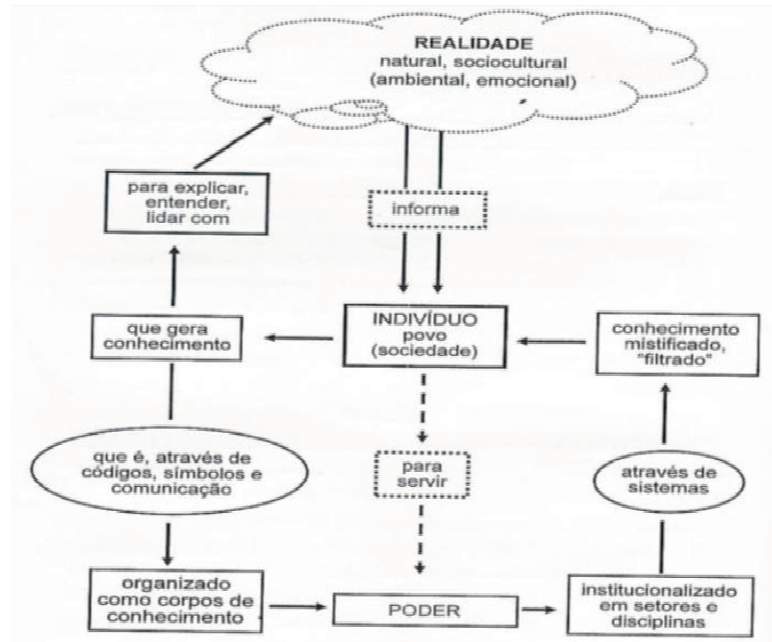 REALIDADE
natural, sociocultural
(ambiental, emocional)
para explicar,
entender,
lidar com
informa
que gera
conhecimento
INDIVÍDUO
povo
(sociedade)
conhecimento
mistificado,
"filtrado"
que é, através de
códigos, símbolos e
comunicação
para
servir
através de
sistemas
organizado
como corpos de
conhecimento
PODER
institucionalizado
em setores e
disciplinas